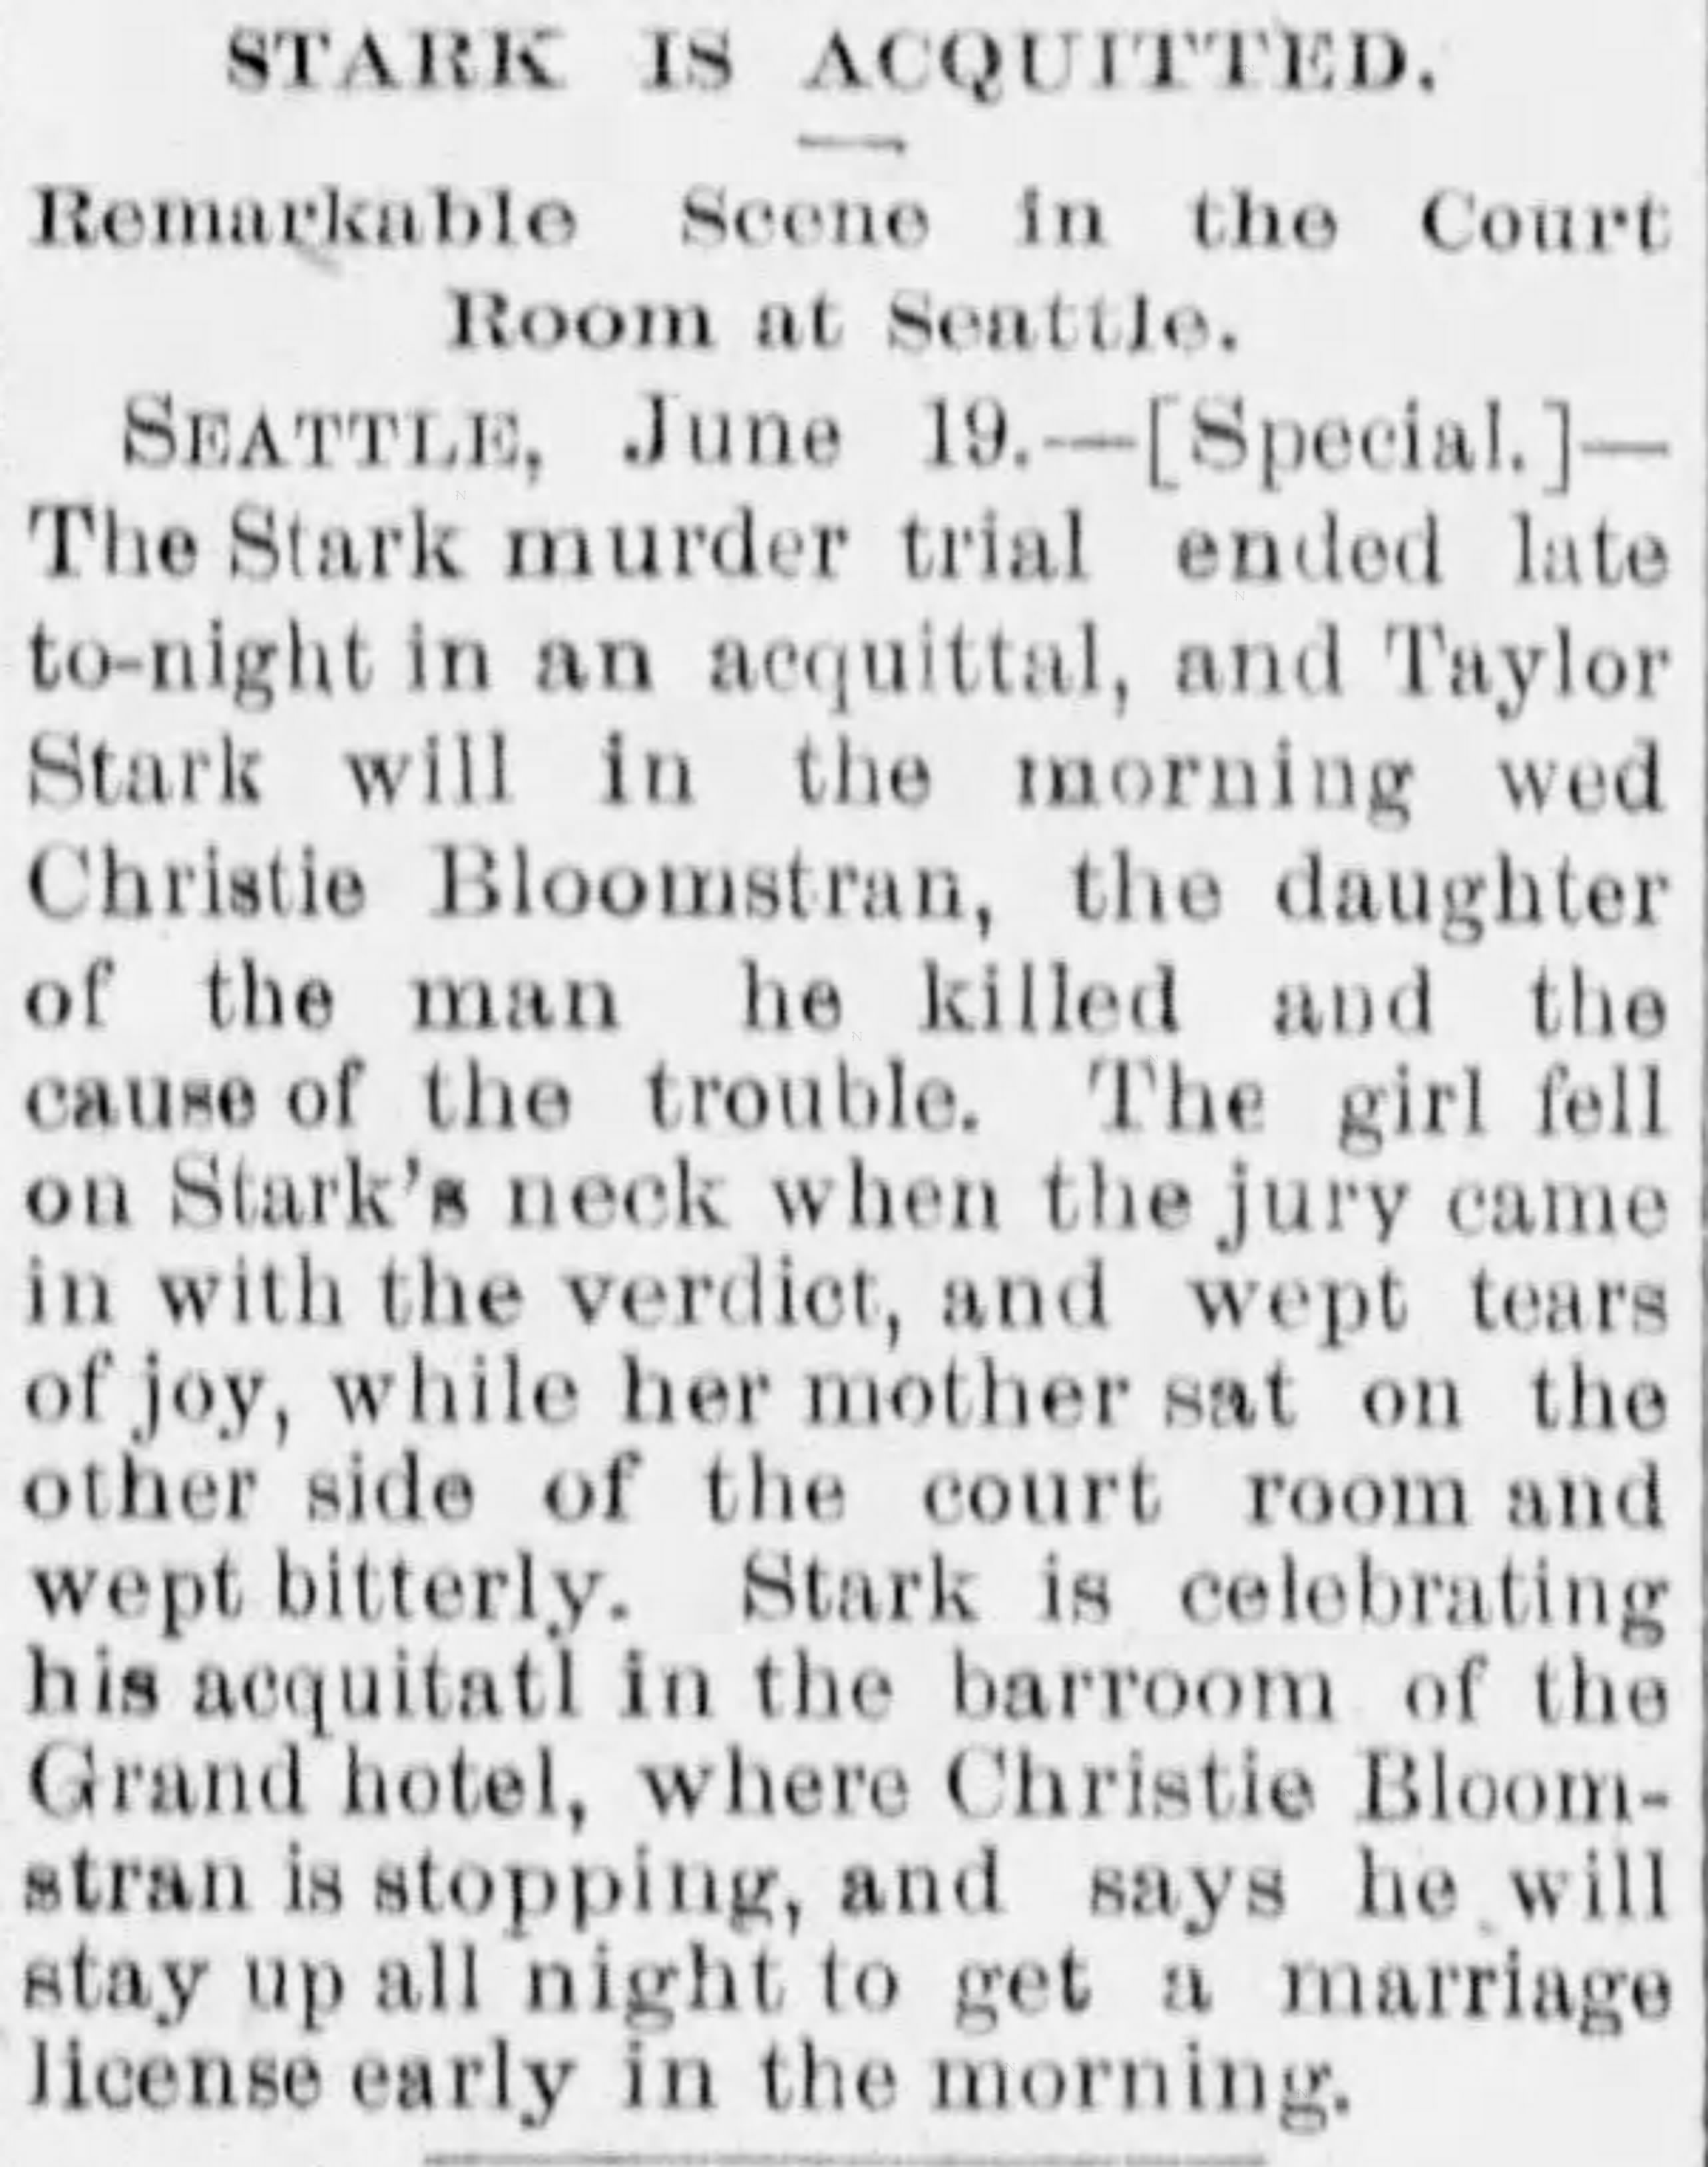 STARK IS ACQUITTED.
Remarkable Scene in the Court
Room at Seattle.
SEATTLE, June 19.—[Special.]—
The Stark murder trial ended late
to-night in an acquittal, and Taylor
Stark will in the morning wed
Christie Bloomstran, the daughter
of the man he killed and the
cause of the trouble. The girl fell
on Stark's neck when the jury came
in with the verdict, and wept tears
of joy, while her mother sat on the
other side of the court room and
wept bitterly. Stark is celebrating
his acquitatl in the barroom of the
Grand hotel, where Christie Bloom-
stran is stopping, and says he will
stay up all night to get a marriage
license early in the morning.